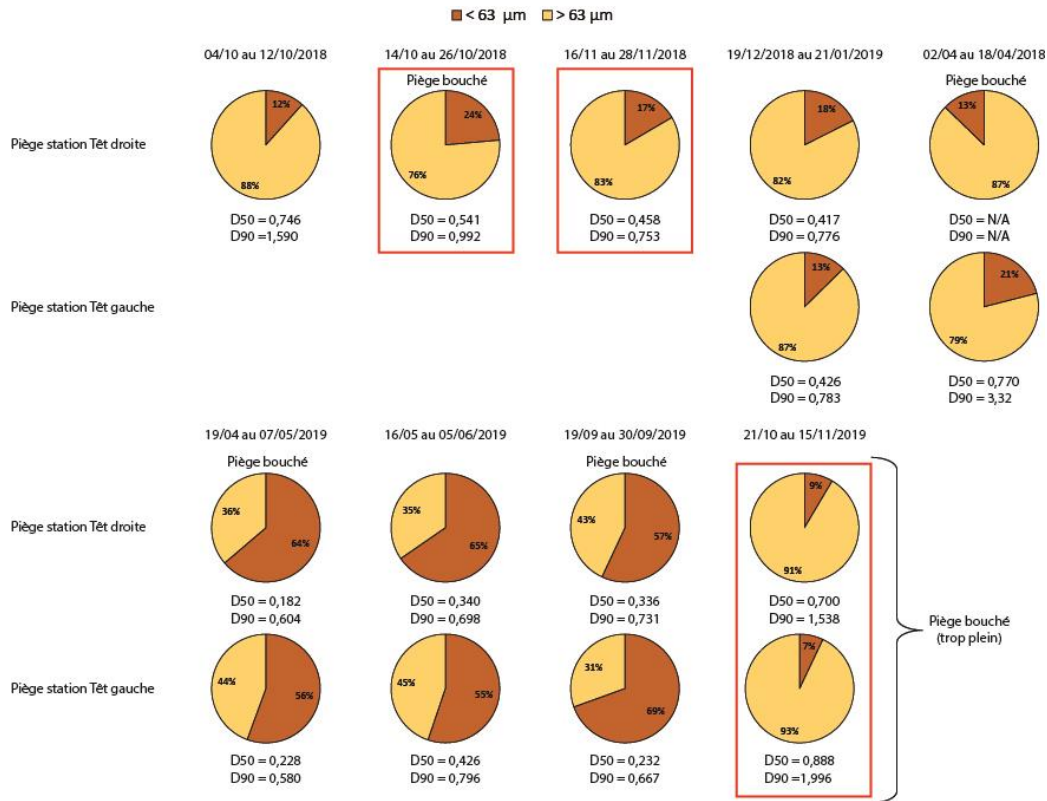 < 63 µm > 63 µm
04/10 au 12/10/2018 14/10 au 26/10/2018 16/11 au 28/11/2018 19/12/2018 au 21/01/2019 02/04 au 18/04/2018
Piège bouché Piège bouché
Piège station Têt droite
12% 24% 17% 18% 13%
88% 76% 83% 82% 87%
D50 = 0,746 D50 = 0,541 D50 = 0,458 D50 = 0,417 D50 = N/A
D90 =1,590 D90 = 0,992 D90 = 0,753 D90 = 0,776 D90 = N/A
Piège station Têt gauche
13% 21%
87% 79%
D50 = 0,426 D50 = 0,770
D90 = 0,783 D90 = 3,32
19/04 au 07/05/2019 16/05 au 05/06/2019 19/09 au 30/09/2019 21/10 au 15/11/2019
Piège bouché Piège bouché
Piège station Têt droite
36% 35% 43% 9%
64% 65% 57% 91%
D50 = 0,182 D50 = 0,340 D50 = 0,336 D50 = 0,700
D90 = 0,604 D90 = 0,698 D90 = 0,731 D90 = 1,538
Piège bouché
(trop plein)
Piège station Têt gauche
44% 45% 31% 7%
56% 55% 69% 93%
D50 = 0,228 D50 = 0,426 D50 = 0,232 D50 = 0,888
D90 = 0,580 D90 = 0,796 D90 = 0,667 D90 =1,996